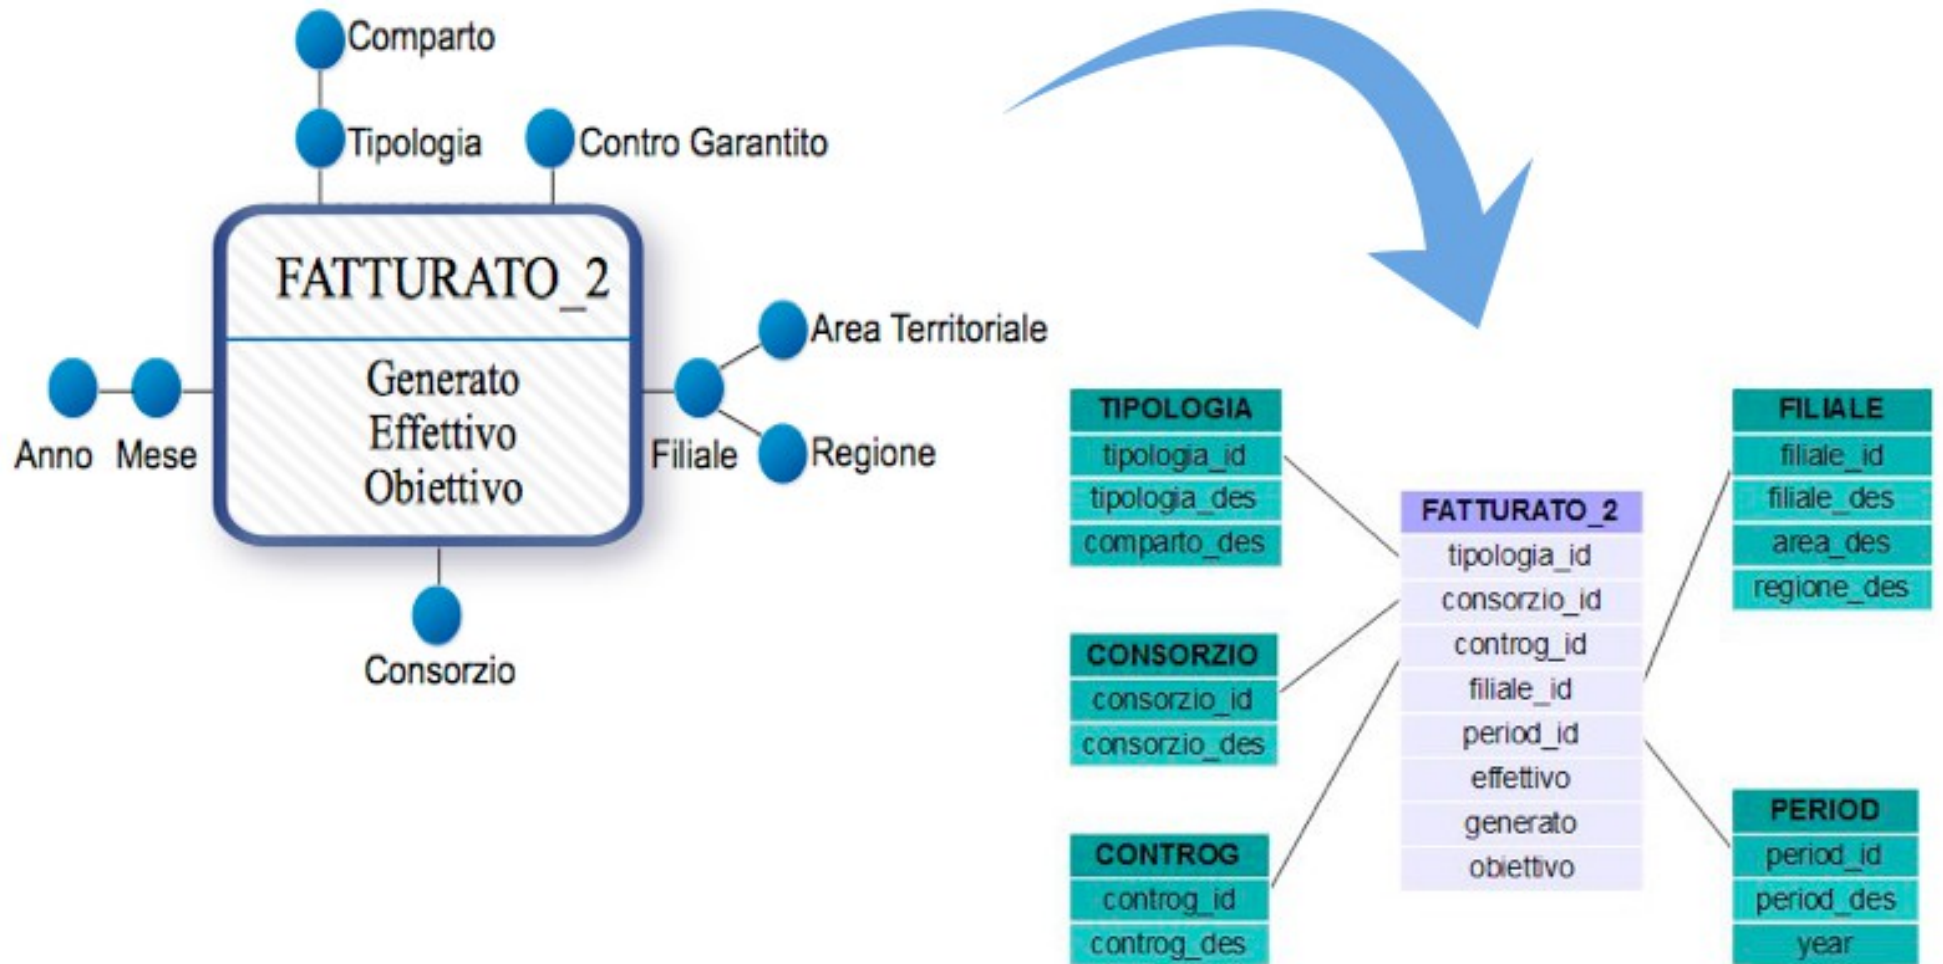 Comparto
Tipologia
Contro Garantito
FATTURATO_2
Generato
Effettivo
Obiettivo
Anno
Mese
Filiale
Area Territoriale
Regione
Consorzio
TIPOLOGIA
tipologia_id
tipologia_des
comparto_des
CONSORZIO
consorzio_id
consorzio_des
CONTROG
controg_id
controg_des
FATTURATO_2
tipologia_id
consorzio_id
controg_id
filiale_id
period_id
effettivo
generato
obiettivo
FILIALE
filiale_id
filiale_des
area_des
regione_des
PERIOD
period_id
period_des
year